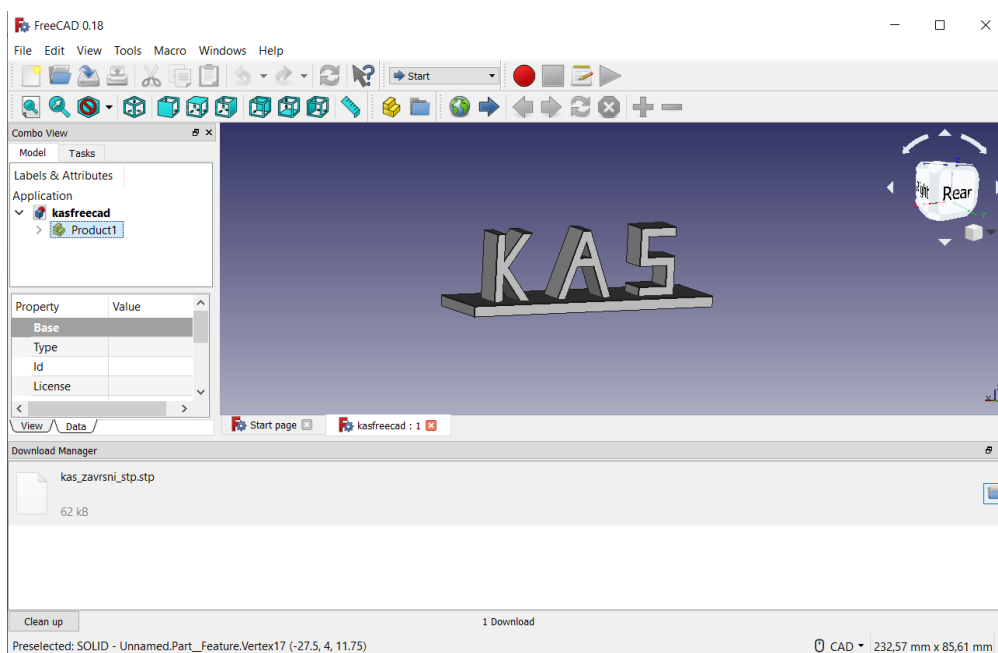 FreeCAD 0.18
File Edit View Tools Macro Windows Help
Start
Combo View
Model Tasks
Labels & Attributes
Application
kasfreecad
Product1
Property Value
Base
Type
Id
License
View Data
KAS
Rear
Start page kasfreecad : 1
Download Manager
kas_zavrsni_stp.stp
62 kB
Clean up 1 Download
Preselected: SOLID - Unnamed.Part__Feature.Vertex17 (-27.5, 4, 11.75) CAD 232,57 mm x 85,61 mm